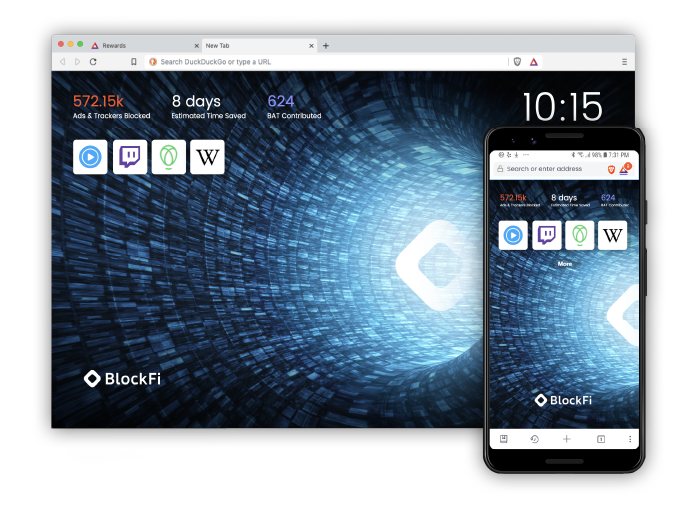 Rewards
New Tab
Search DuckDuckGo or type a URL
572.15k
8 days
624
Ads & Trackers Blocked
Estimated Time Saved
BAT Contributed
10:15
W
BlockFi
98% 7:31 PM
Search or enter address
572.15k
8 days
624
Ads & Trackers Blocked
Estimated Time Saved
BAT Contributed
W
More
BlockFi
1